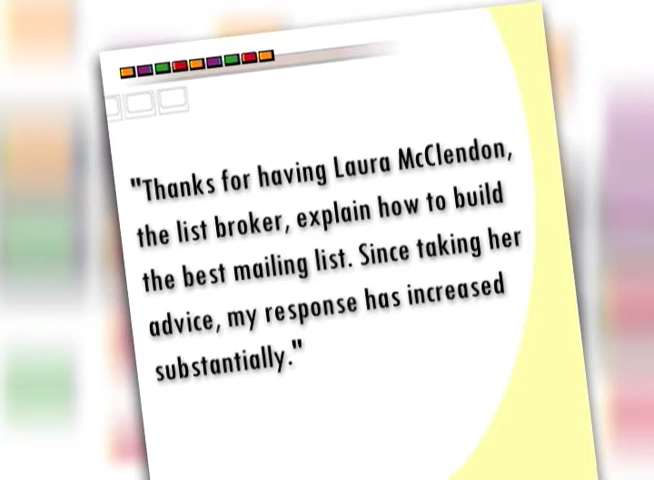 "Thanks for having Laura McClendon,
the list broker, explain how to build
the best mailing list. Since taking her
advice, my response has increased
substantially."